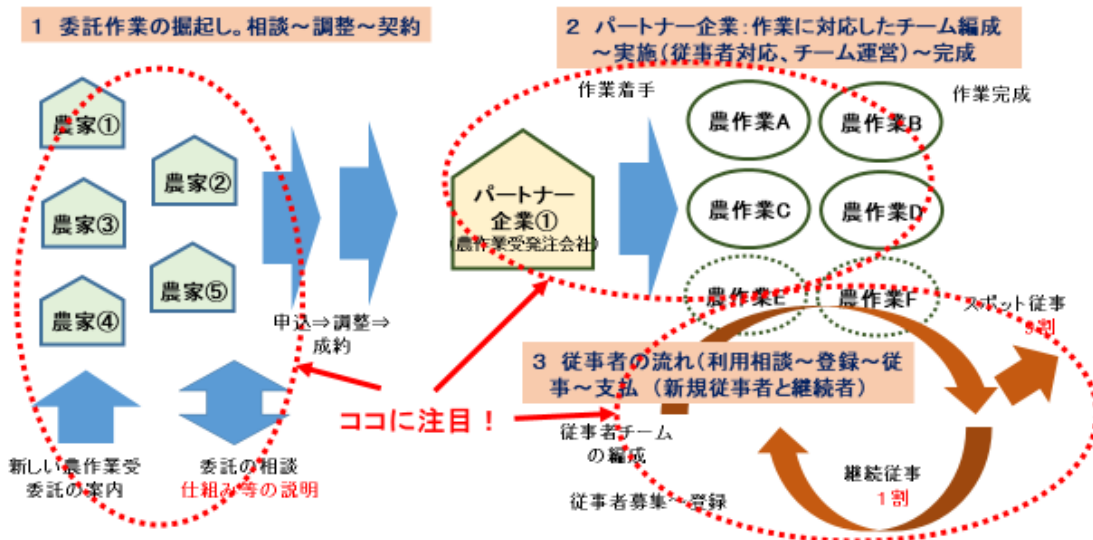 1 委託作業の掘起し。相談～調整～契約
農家①
農家②
農家③
農家⑤
農家④
申込⇒調整⇒
成約
新しい農作業受
委託の案内
委託の相談
仕組み等の説明
2 パートナー企業：作業に対応したチーム編成
～実施（従事者対応、チーム運営）～完成
作業着手
作業完成
パートナー
企業①
（農作業受発注会社）
農作業A
農作業B
農作業C
農作業D
農作業E
農作業F
ココに注目！
3 従事者の流れ（利用相談～登録～従
事～支払 （新規従事者と継続者）
スポット従事
9割
従事者チーム
の編成
従事者募集～登録
継続従事
1割